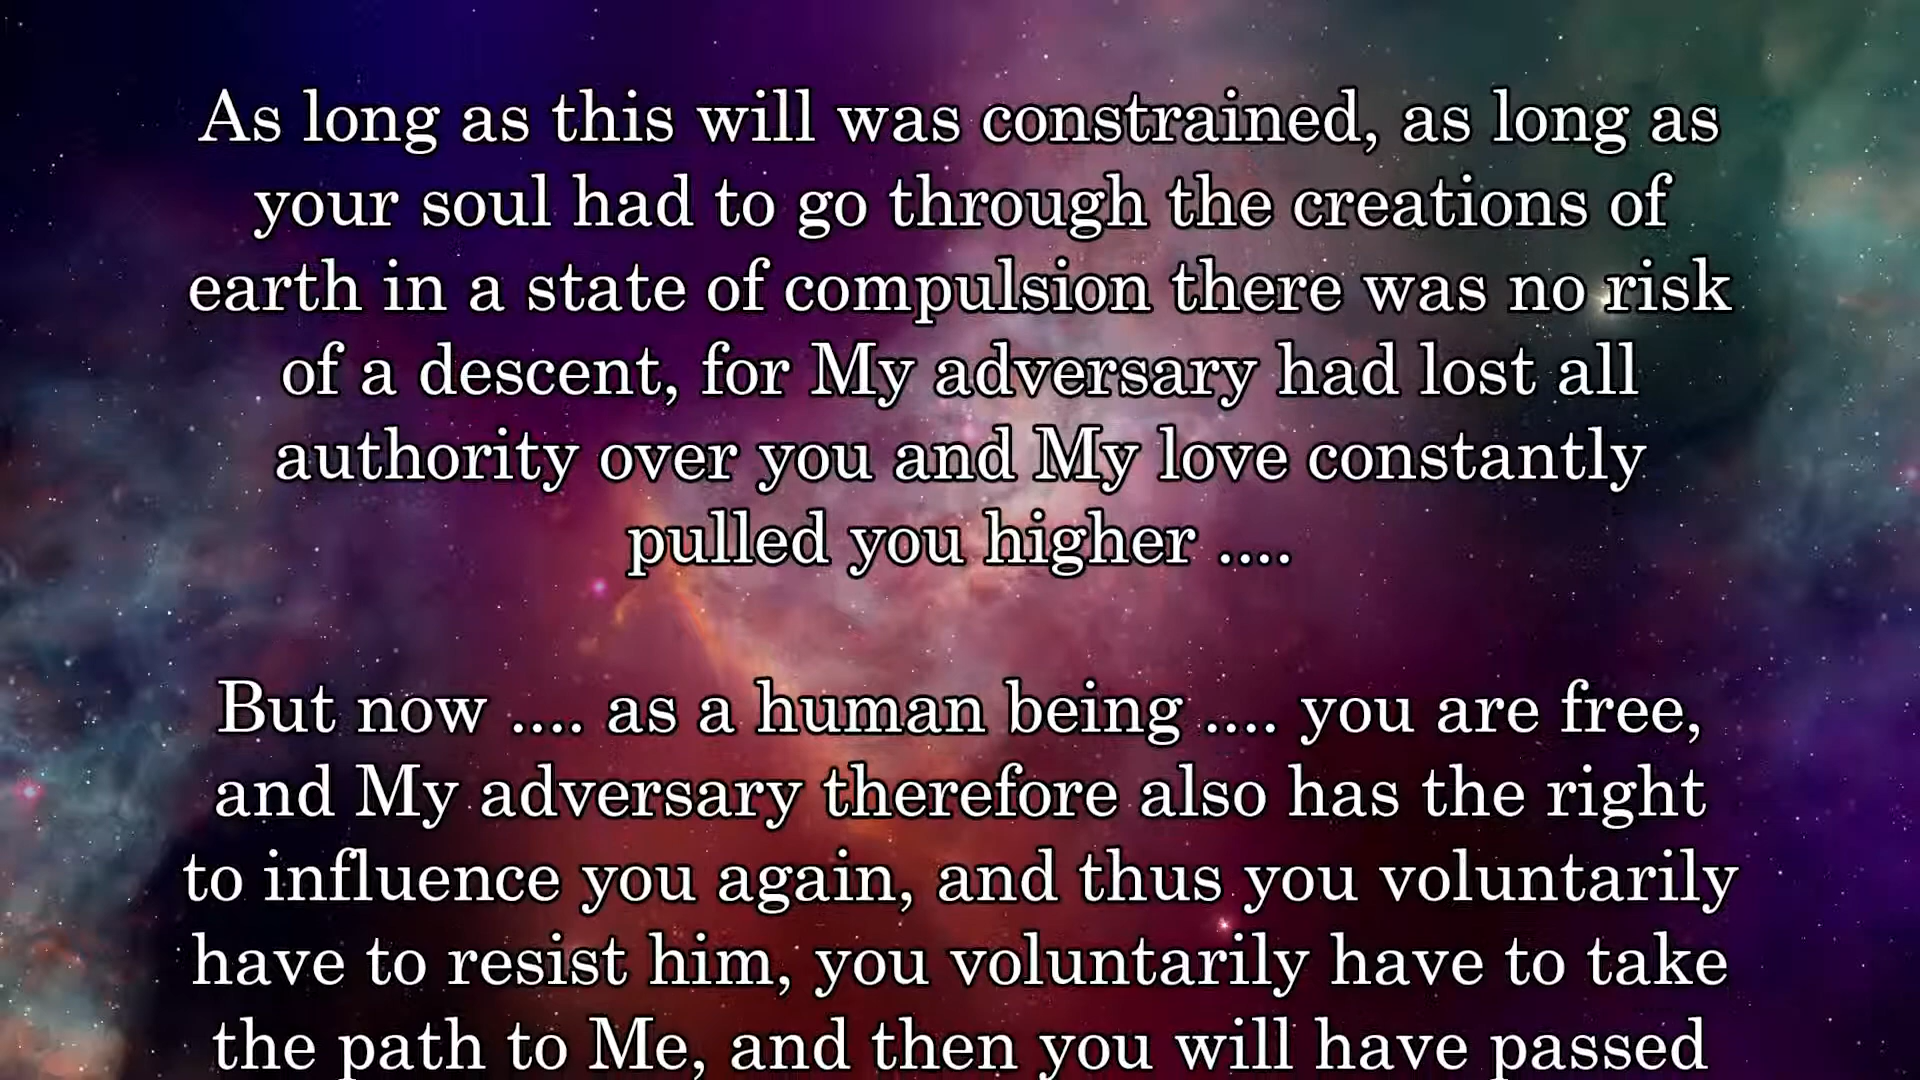 As long as this will was constrained, as long as
your soul had to go through the creations of
earth in a state of compulsion there was no risk
of a descent, for My adversary had lost all
authority over you and My love constantly
pulled you higher ....
But now .... as a human being .... you are free,
and My adversary therefore also has the right
to influence you again, and thus you voluntarily
have to resist him, you voluntarily have to take
the path to Me, and then you will have passed